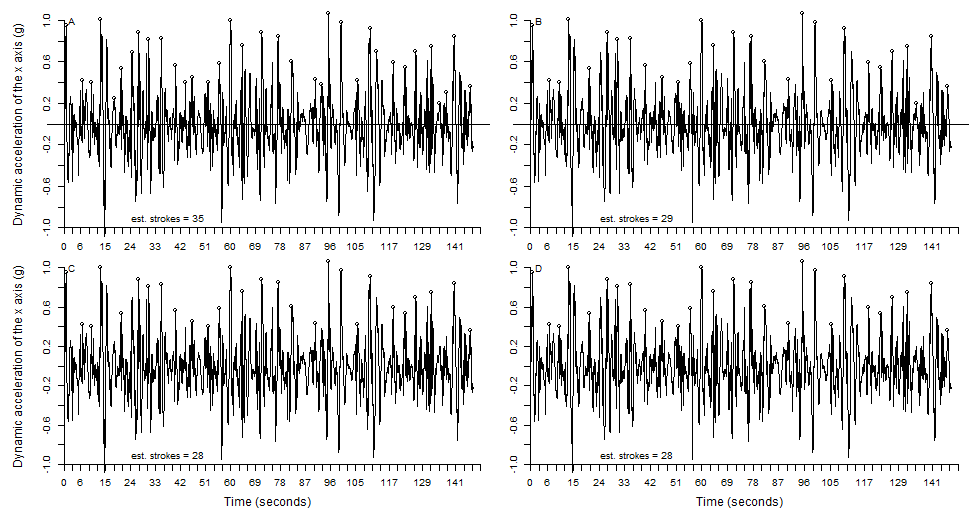 A
B
Dynamic acceleration of the x axis (g)
1.0
0.6
0.2
-0.2
-0.6
-1.0
est. strokes = 35
0 6 15 24 33 42 51 60 69 78 87 96 105 117 129 141
1.0
0.6
0.2
-0.2
-0.6
-1.0
est. strokes = 29
0 6 15 24 33 42 51 60 69 78 87 96 105 117 129 141
C
D
Dynamic acceleration of the x axis (g)
1.0
0.6
0.2
-0.2
-0.6
-1.0
est. strokes = 28
0 6 15 24 33 42 51 60 69 78 87 96 105 117 129 141
Time (seconds)
1.0
0.6
0.2
-0.2
-0.6
-1.0
est. strokes = 28
0 6 15 24 33 42 51 60 69 78 87 96 105 117 129 141
Time (seconds)